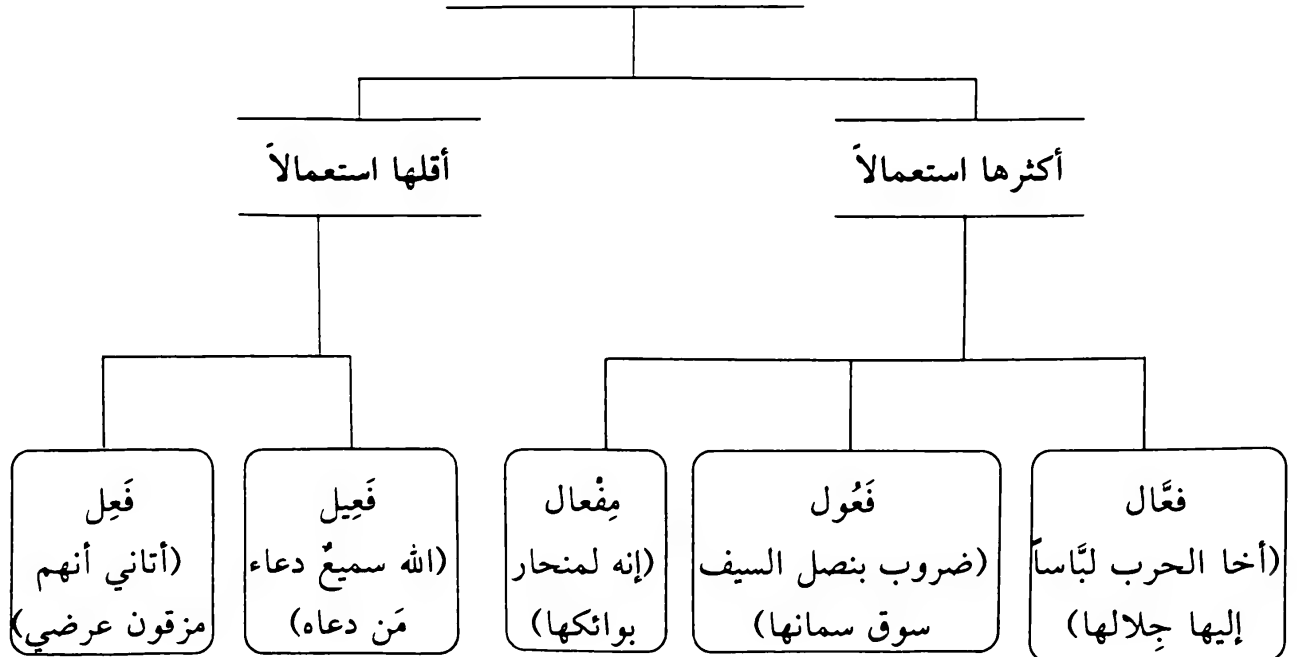 أكثرها استعمالاً
أقلها استعمالاً
فعَّال
(أخا الحرب لبَّاساً
إليها جِلالها)
فَعُول
(ضروب بنصل السيف
سوق سمانها)
مِفْعال
(إنه لمنحار
بوائكها)
فَعِيل
(الله سميعٌ دعاء
مَن دعاه)
فَعِل
(أتاني أنهم
مزقون عرضي)